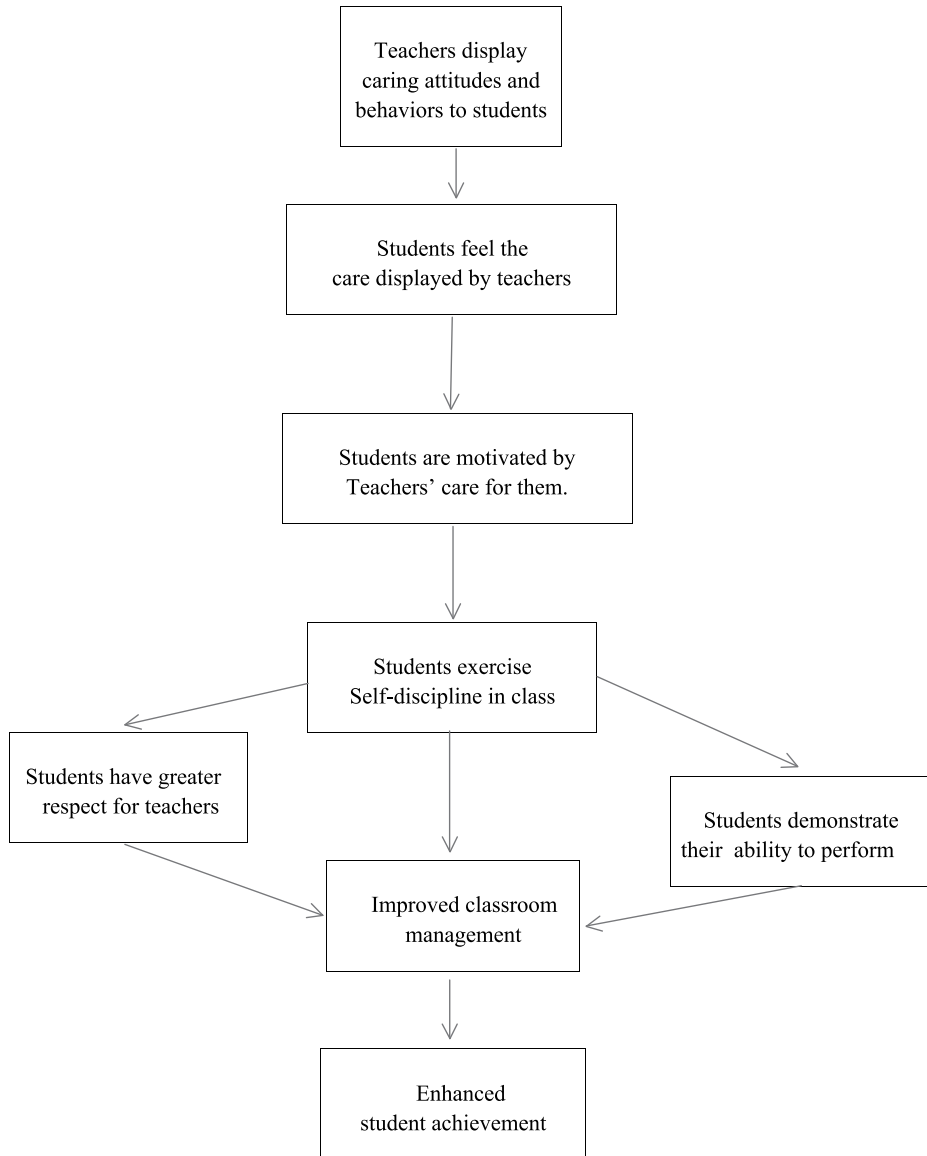 Teachers display
caring attitudes and
behaviors to students
Students feel the
care displayed by teachers
Students are motivated by
Teachers’ care for them.
Students exercise
Self-discipline in class
Students have greater
respect for teachers
Students demonstrate
their ability to perform
Improved classroom
management
Enhanced
student achievement